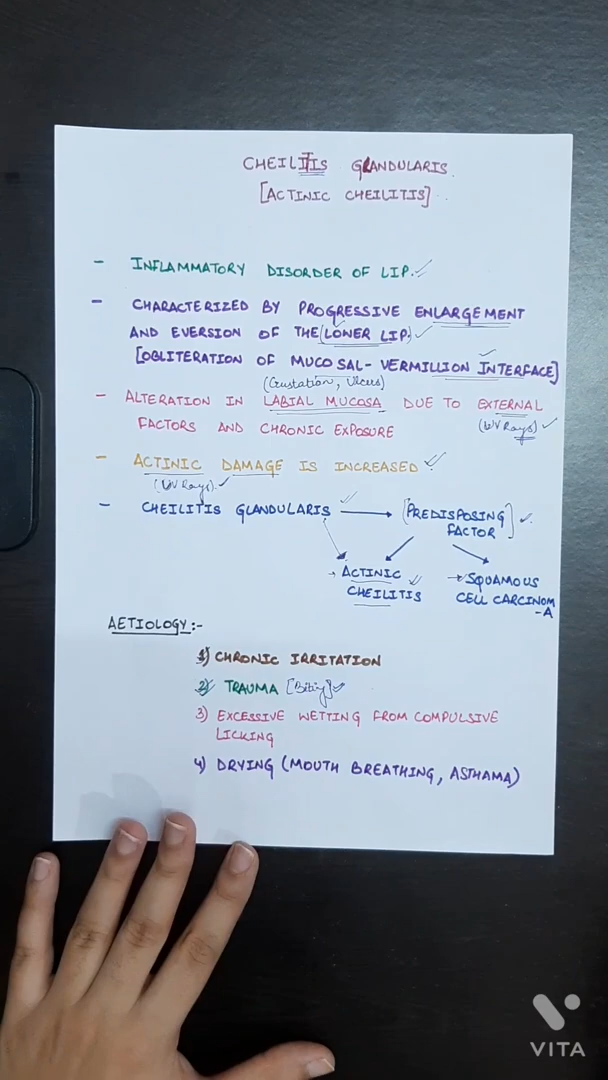 CHEILITIS GLANDULARIS.
[ACTINIC CHEILITIS]
- INFLAMMATORY DISORDER OF LIP.
- CHARACTERIZED BY PROGRESSIVE ENLARGEMENT
AND EVERSION OF THE (LOWER LIP.)
[OBLITERATION OF MUCOSAL-VERMILLION INTERFACE]
(Crustation, Ulcers)
- ALTERATION IN LABIAL MUCOSA DUE TO EXTERNAL
FACTORS AND CHRONIC EXPOSURE (UV Rays)
- ACTINIC DAMAGE IS INCREASED
(UV Rays).
- CHEILITIS GLANDULARIS → [PREDISPOSING
FACTOR]
→ ACTINIC
CHEILITIS
→ SQUAMOUS
CELL CARCINOM
-A
AETIOLOGY:-
1) CHRONIC IRRITATION
2) TRAUMA [Biting]
3) EXCESSIVE WETTING FROM COMPULSIVE
LICKING
4) DRYING (MOUTH BREATHING, ASTHAMA)
VITA